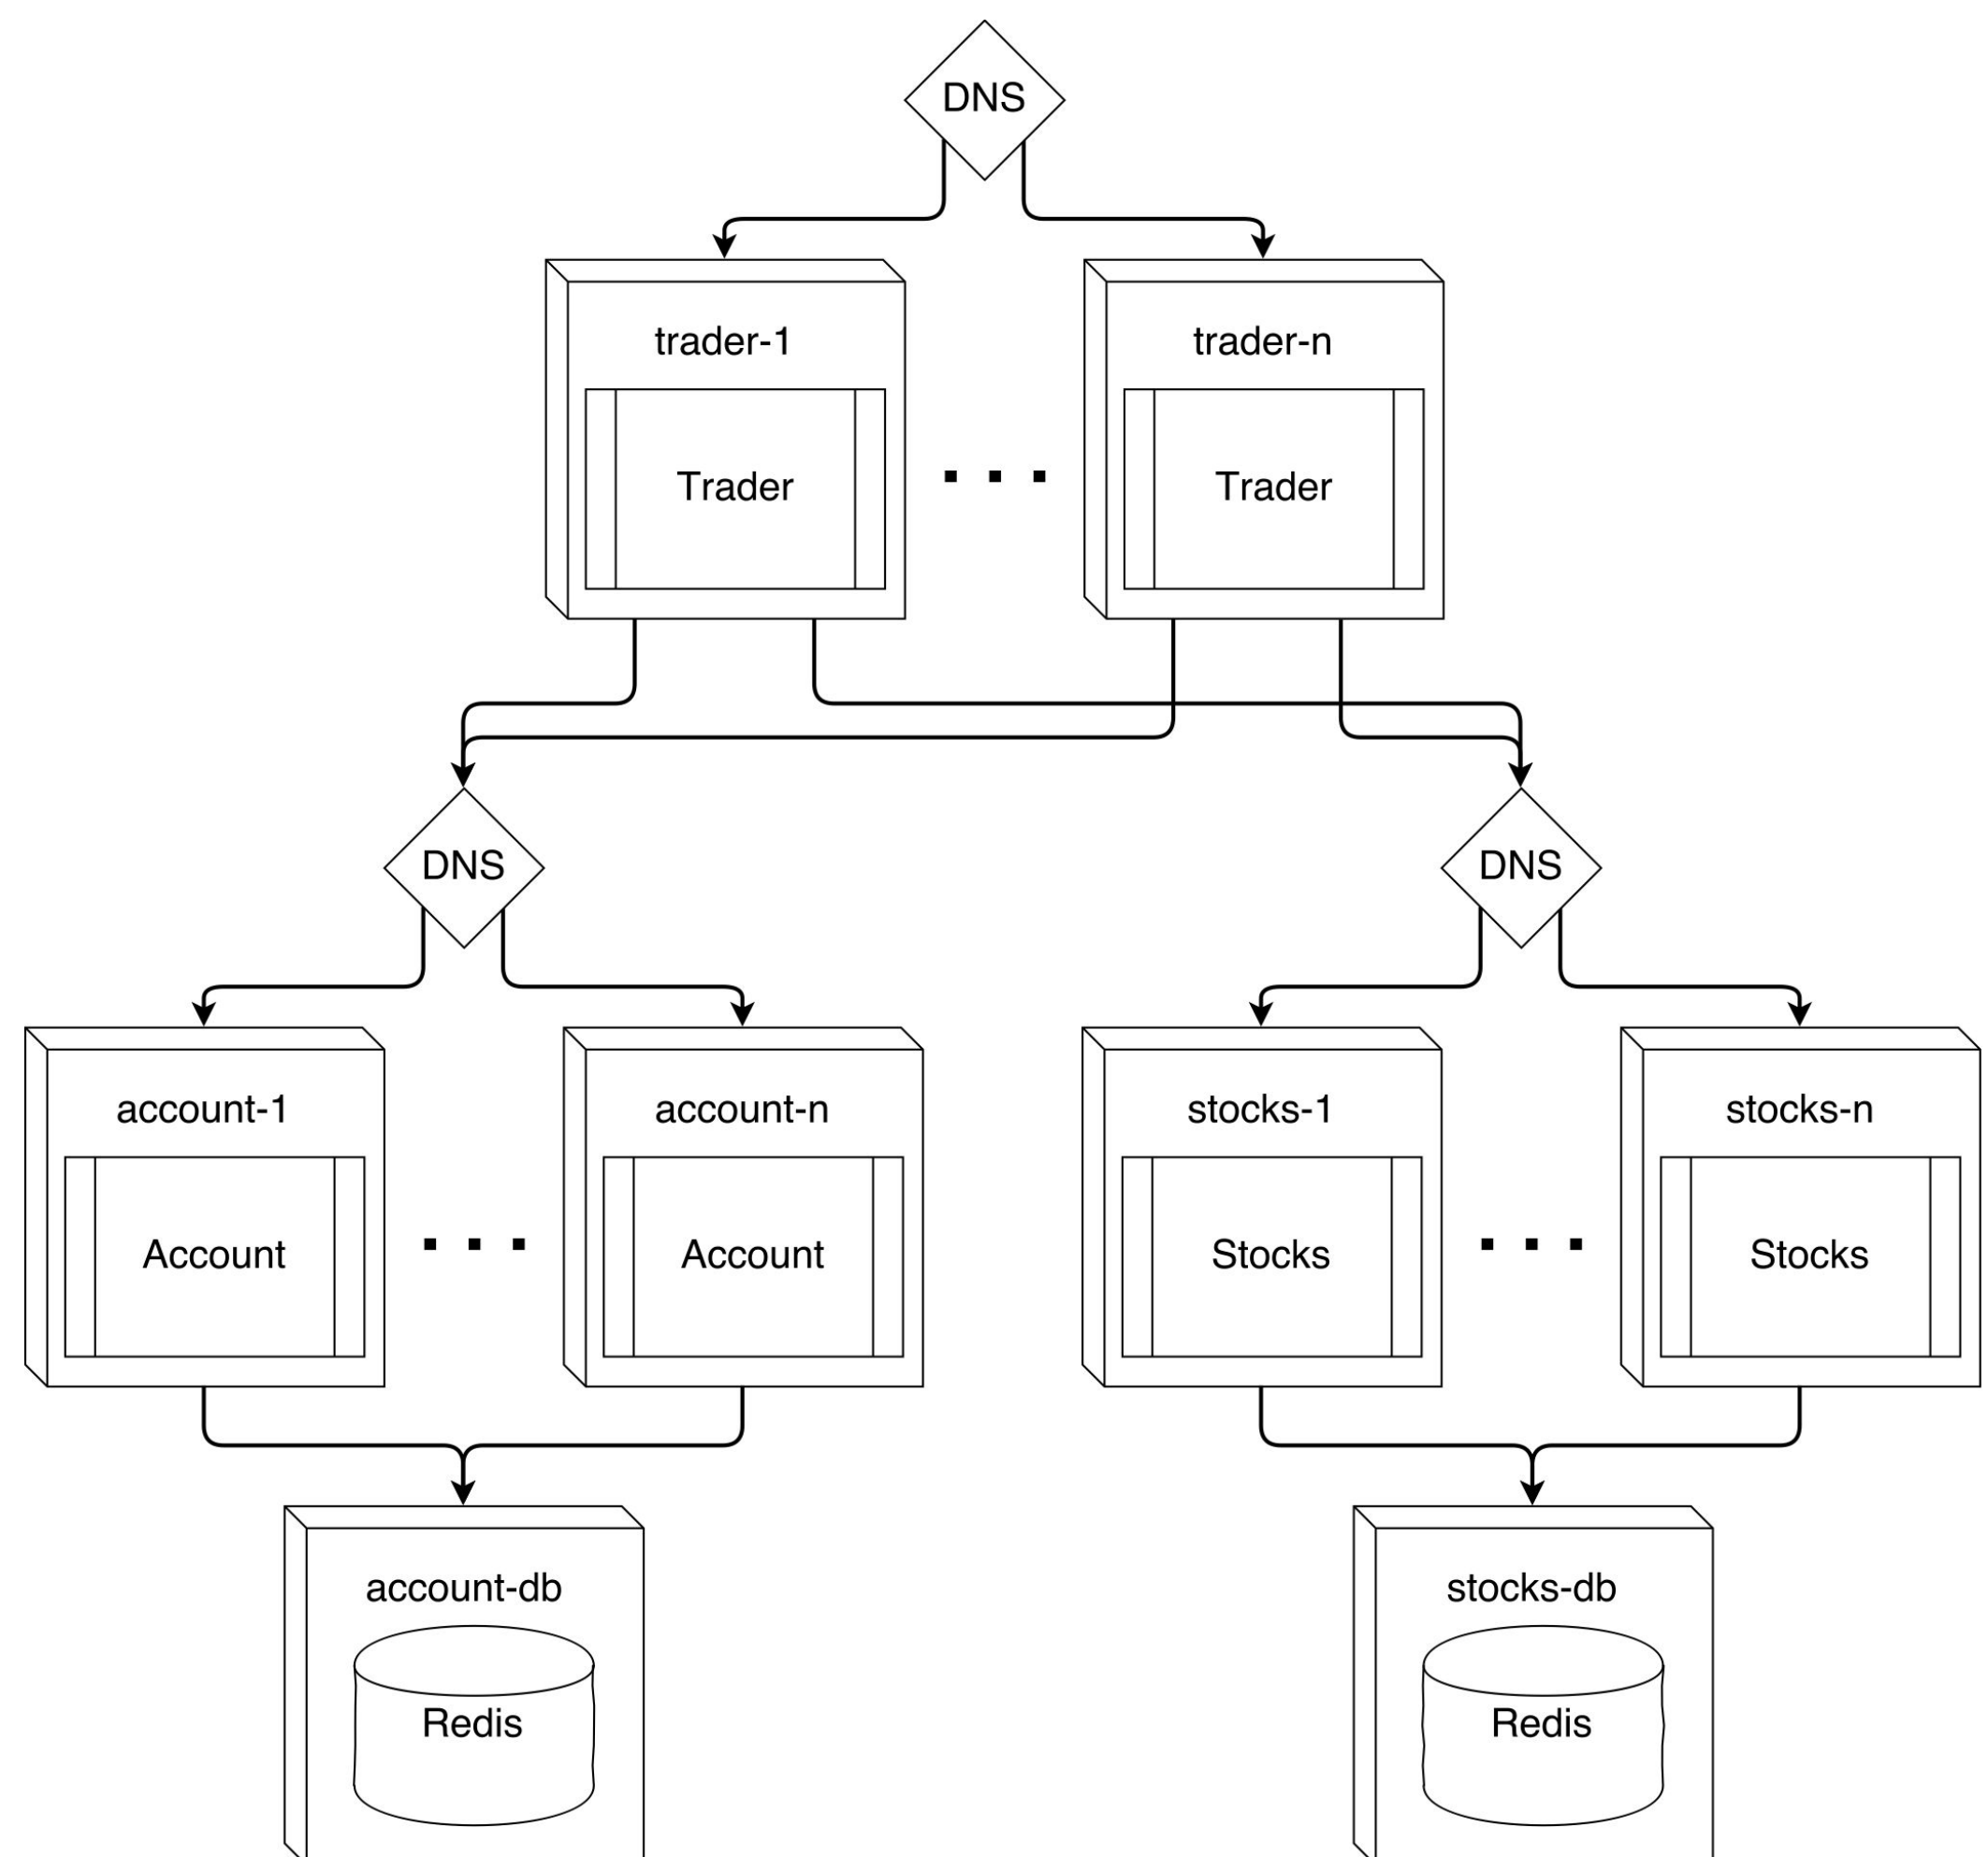 DNS
trader-1
trader-n
Trader
Trader
DNS
DNS
account-1
account-n
stocks-1
stocks-n
Account
Account
Stocks
Stocks
account-db
stocks-db
Redis
Redis